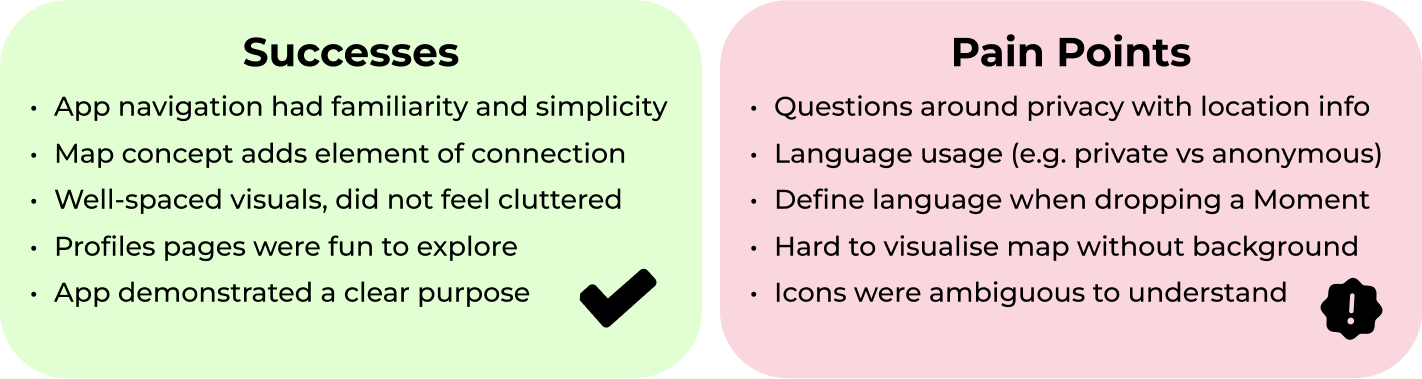 Successes
• App navigation had familiarity and simplicity
• Map concept adds element of connection
• Well-spaced visuals, did not feel cluttered
• Profiles pages were fun to explore
• App demonstrated a clear purpose
Pain Points
• Questions around privacy with location info
• Language usage (e.g. private vs anonymous)
• Define language when dropping a Moment
• Hard to visualise map without background
• Icons were ambiguous to understand